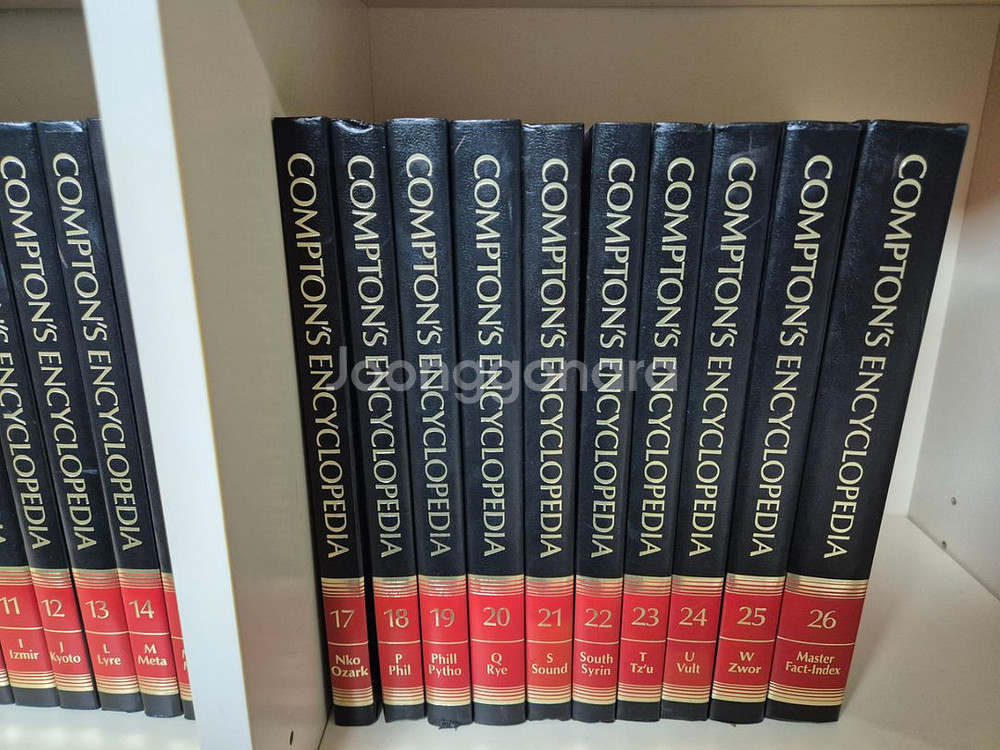 COMPTON'S ENCYCLOPEDIA
11
I
Izmir
COMPTON'S ENCYCLOPEDIA
12
J
Kyoto
COMPTON'S ENCYCLOPEDIA
13
L
Lyre
14
M
Meta
COMPTON'S ENCYCLOPEDIA
17
Nko
Ozark
COMPTON'S ENCYCLOPEDIA
18
P
Phil
COMPTON'S ENCYCLOPEDIA
19
Phill
Pytho
COMPTON'S ENCYCLOPEDIA
20
Q
Rye
COMPTON'S ENCYCLOPEDIA
21
S
Sound
COMPTON'S ENCYCLOPEDIA
22
South
Syrin
COMPTON'S ENCYCLOPEDIA
23
T
Tz'u
COMPTON'S ENCYCLOPEDIA
24
U
Vult
COMPTON'S ENCYCLOPEDIA
25
W
Zwor
COMPTON'S ENCYCLOPEDIA
26
Master
Fact-Index
Joonggonara